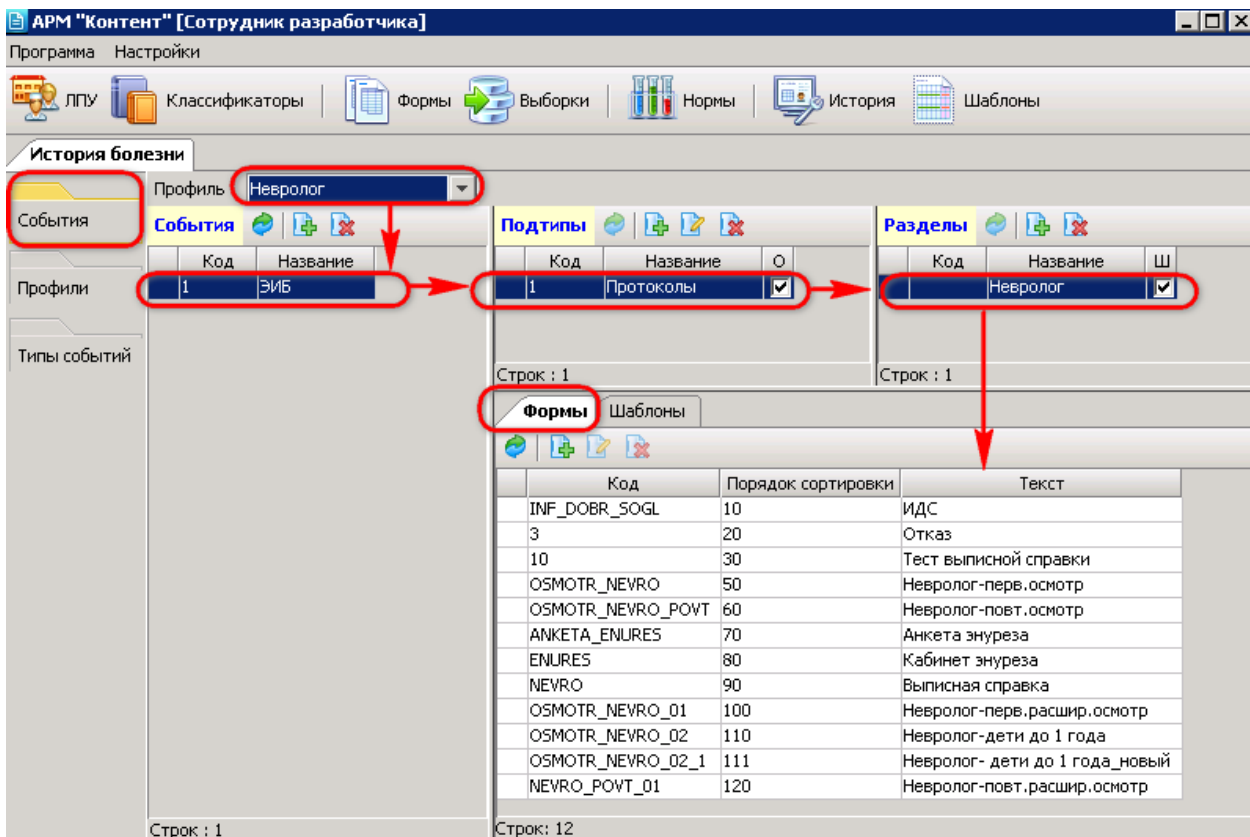 АРМ "Контент" [Сотрудник разработчика]
Программа Настройки
ЛПУ Классификаторы Формы Выборки Нормы История Шаблоны
История болезни
События
Профили
Типы событий
Профиль Невролог
События
Код Название
1 ЭИБ
Строк : 1
Подтипы
Код Название О
1 Протоколы
Строк : 1
Разделы
Код Название Ш
Невролог
Строк : 1
Формы Шаблоны
Код Порядок сортировки Текст
INF_DOBR_SOGL 10 ИДС
3 20 Отказ
10 30 Тест выписной справки
OSMOTR_NEVRO 50 Невролог-перв.осмотр
OSMOTR_NEVRO_POVT 60 Невролог-повт.осмотр
ANKETA_ENURES 70 Анкета энуреза
ENURES 80 Кабинет энуреза
NEVRO 90 Выписная справка
OSMOTR_NEVRO_01 100 Невролог-перв.расшир.осмотр
OSMOTR_NEVRO_02 110 Невролог-дети до 1 года
OSMOTR_NEVRO_02_1 111 Невролог- дети до 1 года_новый
NEVRO_POVT_01 120 Невролог-повт.расшир.осмотр
Строк: 12